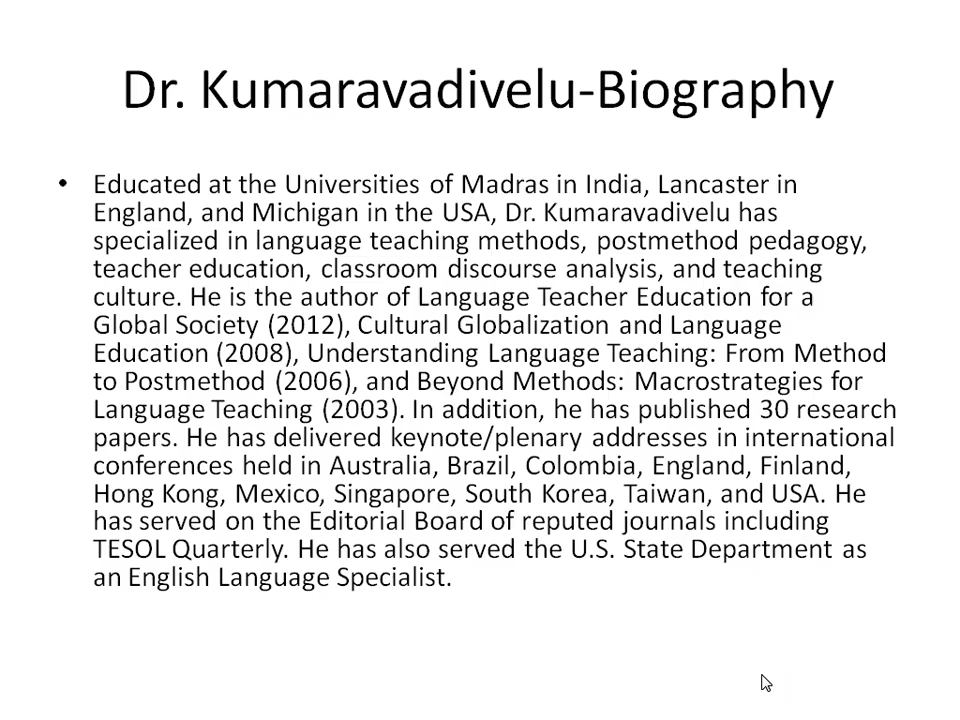 Dr. Kumaravadivelu-Biography
• Educated at the Universities of Madras in India, Lancaster in
England, and Michigan in the USA, Dr. Kumaravadivelu has
specialized in language teaching methods, postmethod pedagogy,
teacher education, classroom discourse analysis, and teaching
culture. He is the author of Language Teacher Education for a
Global Society (2012), Cultural Globalization and Language
Education (2008), Understanding Language Teaching: From Method
to Postmethod (2006), and Beyond Methods: Macrostrategies for
Language Teaching (2003). In addition, he has published 30 research
papers. He has delivered keynote/plenary addresses in international
conferences held in Australia, Brazil, Colombia, England, Finland,
Hong Kong, Mexico, Singapore, South Korea, Taiwan, and USA. He
has served on the Editorial Board of reputed journals including
TESOL Quarterly. He has also served the U.S. State Department as
an English Language Specialist.